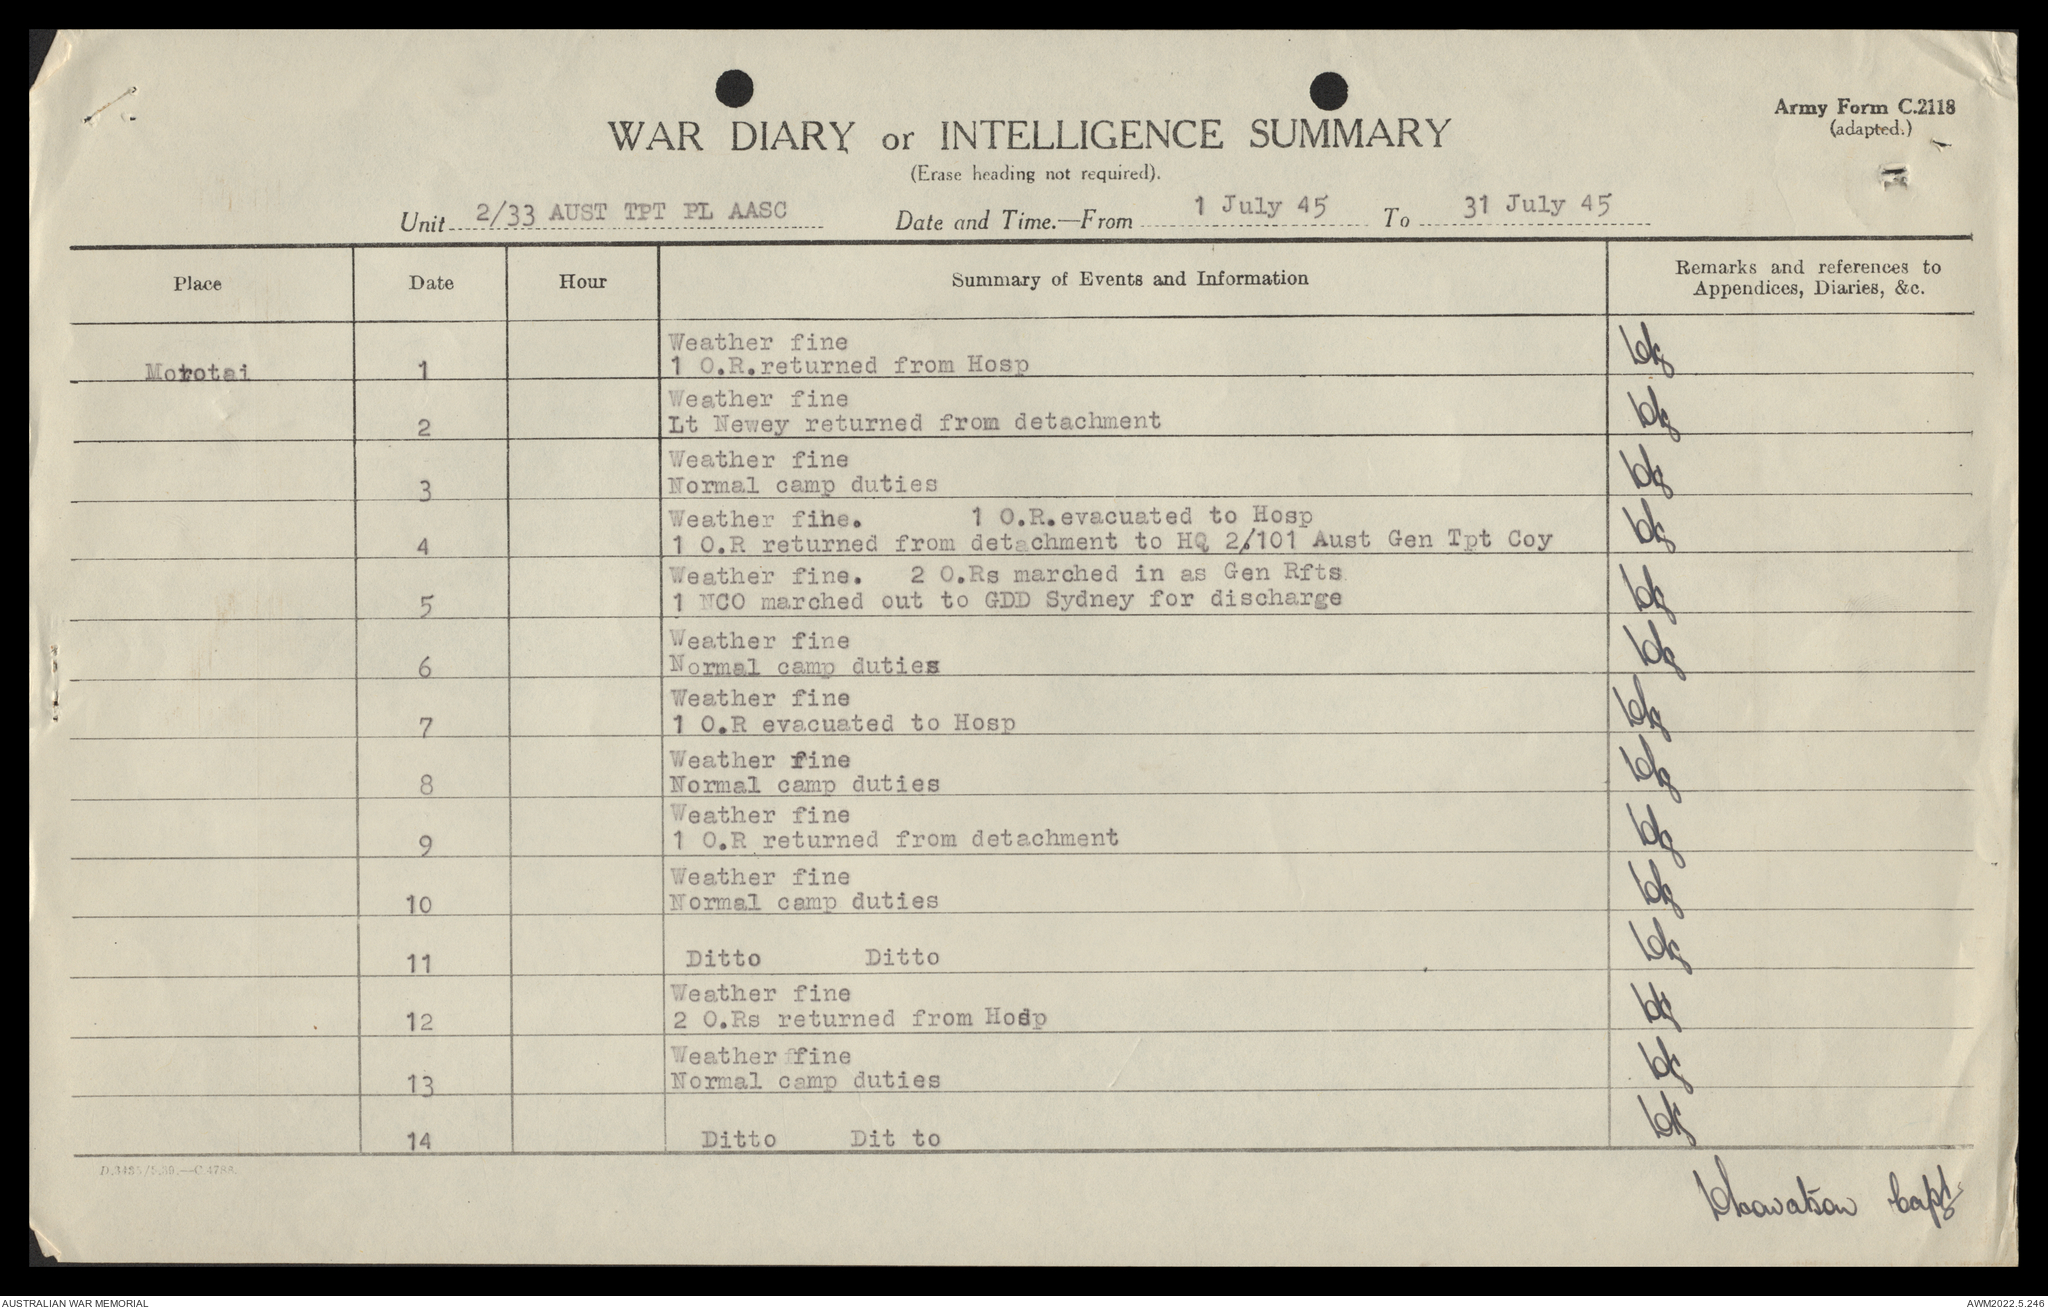 Army Form C.2118
(adapted.)
WAR DIARY or INTELLIGENCE SUMMARY
(Erase heading not required).
Unit 2/33 AUST TPT PL AASC Date and Time.—From 1 July 45 To 31 July 45
Place Date Hour Summary of Events and Information Remarks and references to
Appendices, Diaries, &c.
Weather fine
Morotai 1 1 O.R.returned from Hosp
Weather fine
2 Lt Newey returned from detachment
Weather fine
3 Normal camp duties
Weather fine. 1 O.R.evacuated to Hosp
4 1 O.R returned from detachment to HQ 2/101 Aust Gen Tpt Coy
Weather fine. 2 O.Rs marched in as Gen Rfts
5 1 NCO marched out to GDD Sydney for discharge
Weather fine
6 Normal camp duties
Weather fine
7 1 O.R evacuated to Hosp
Weather fine
8 Normal camp duties
Weather fine
9 1 O.R returned from detachment
Weather fine
10 Normal camp duties
11 Ditto Ditto
Weather fine
12 2 O.Rs returned from Hosp
Weather fine
13 Normal camp duties
14 Ditto Dit to
Capt
AUSTRALIAN WAR MEMORIAL
AWM2022.5.246